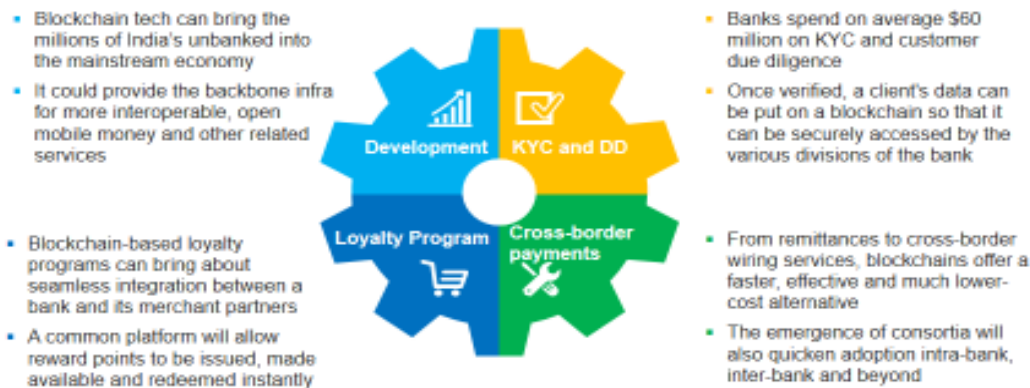 Blockchain tech can bring the
millions of India's unbanked into
the mainstream economy
It could provide the backbone infra
for more interoperable, open
mobile money and other related
services
Banks spend on average $60
million on KYC and customer
due diligence
Once verified, a client's data can
be put on a blockchain so that it
can be securely accessed by the
various divisions of the bank
Development
KYC and DD
Loyalty Program
Cross-border
payments
Blockchain-based loyalty
programs can bring about
seamless integration between a
bank and its merchant partners
A common platform will allow
reward points to be issued, made
available and redeemed instantly
From remittances to cross-border
wiring services, blockchains offer a
faster, effective and much lower-
cost alternative
The emergence of consortia will
also quicken adoption intra-bank,
inter-bank and beyond